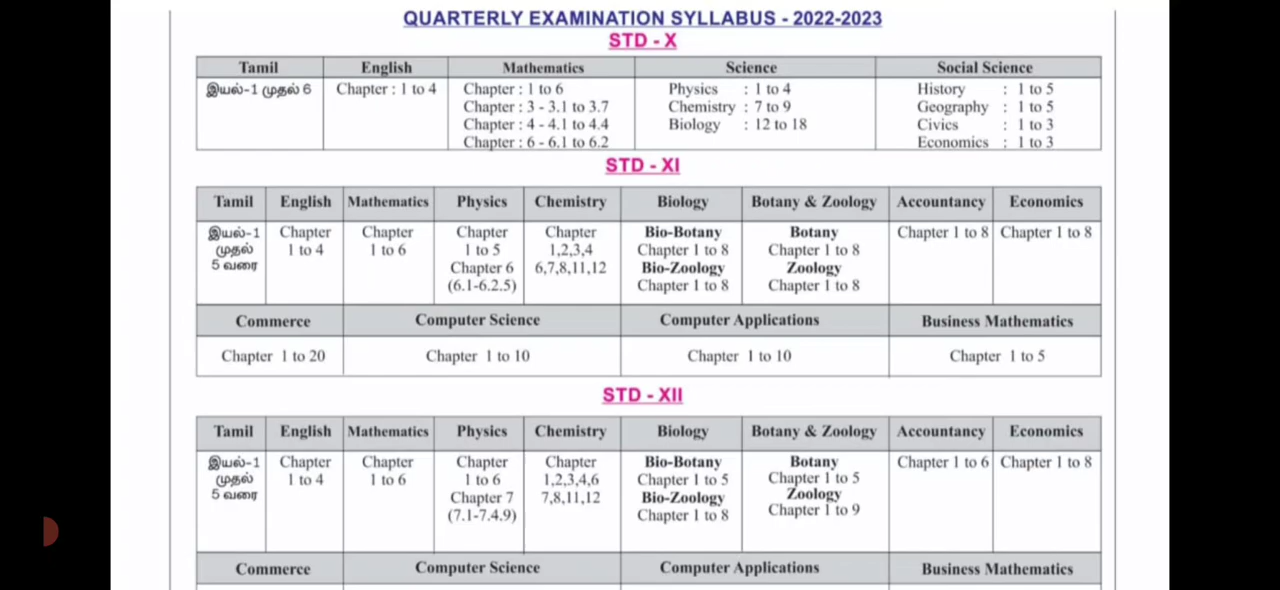 QUARTERLY EXAMINATION SYLLABUS - 2022-2023
STD - X
Tamil English Mathematics Science Social Science
இயல்-1 முதல் 6 Chapter : 1 to 4 Chapter : 1 to 6 Physics : 1 to 4 History : 1 to 5
Chapter : 3 - 3.1 to 3.7 Chemistry : 7 to 9 Geography : 1 to 5
Chapter : 4 - 4.1 to 4.4 Biology : 12 to 18 Civics : 1 to 3
Chapter : 6 - 6.1 to 6.2 Economics : 1 to 3
STD - XI
Tamil English Mathematics Physics Chemistry Biology Botany & Zoology Accountancy Economics
இயல்-1 Chapter Chapter Chapter Chapter Bio-Botany Botany Chapter 1 to 8 Chapter 1 to 8
முதல் 1 to 4 1 to 6 1 to 5 1,2,3,4 Chapter 1 to 8 Chapter 1 to 8
5 வரை Chapter 6 6,7,8,11,12 Bio-Zoology Zoology
(6.1-6.2.5) Chapter 1 to 8 Chapter 1 to 8
Commerce Computer Science Computer Applications Business Mathematics
Chapter 1 to 20 Chapter 1 to 10 Chapter 1 to 10 Chapter 1 to 5
STD - XII
Tamil English Mathematics Physics Chemistry Biology Botany & Zoology Accountancy Economics
இயல்-1 Chapter Chapter Chapter Chapter Bio-Botany Botany Chapter 1 to 6 Chapter 1 to 8
முதல் 1 to 4 1 to 6 1 to 6 1,2,3,4,6 Chapter 1 to 5 Chapter 1 to 5
5 வரை Chapter 7 7,8,11,12 Bio-Zoology Zoology
(7.1-7.4.9) Chapter 1 to 8 Chapter 1 to 9
Commerce Computer Science Computer Applications Business Mathematics